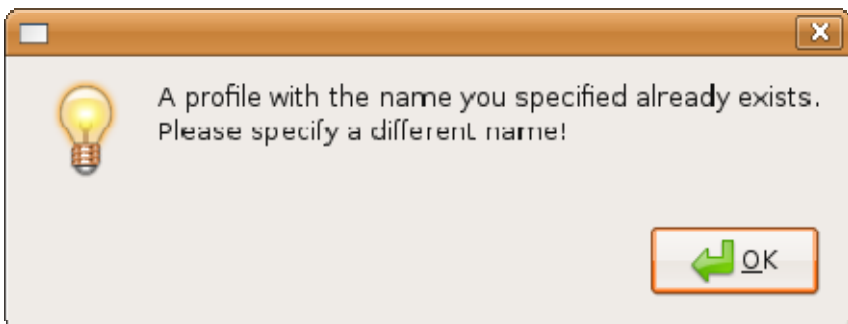 A profile with the name you specified already exists.
Please specify a different name!
OK